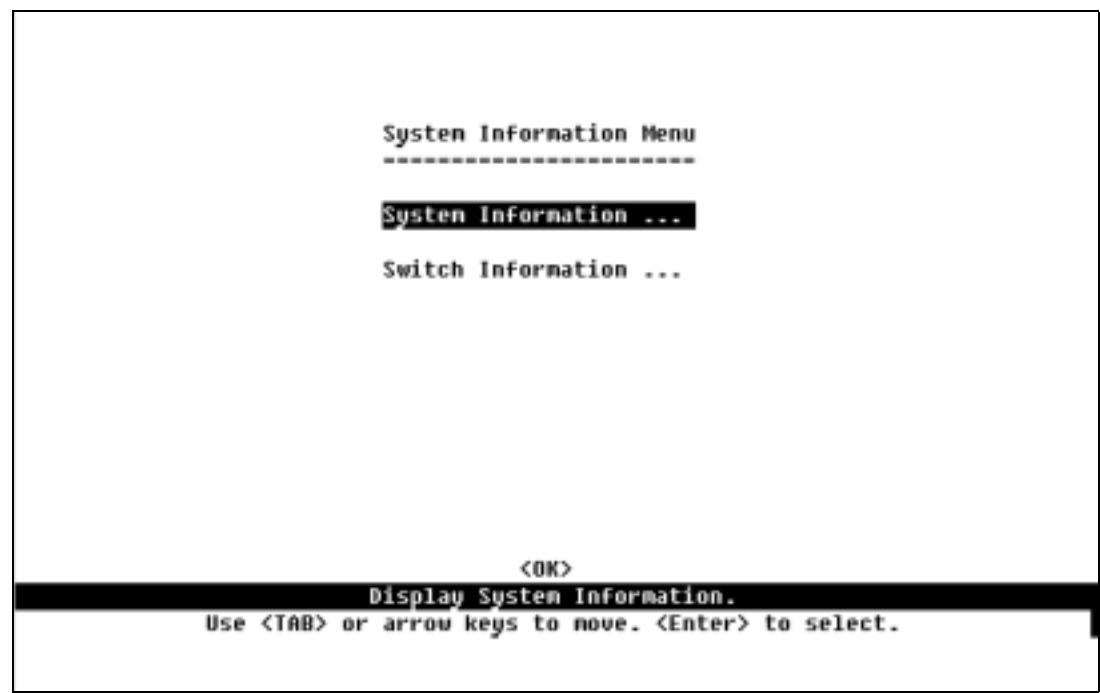 System Information Menu
-----------------------
System Information ...
Switch Information ...
<OK>
Display System Information.
Use <TAB> or arrow keys to move. <Enter> to select.